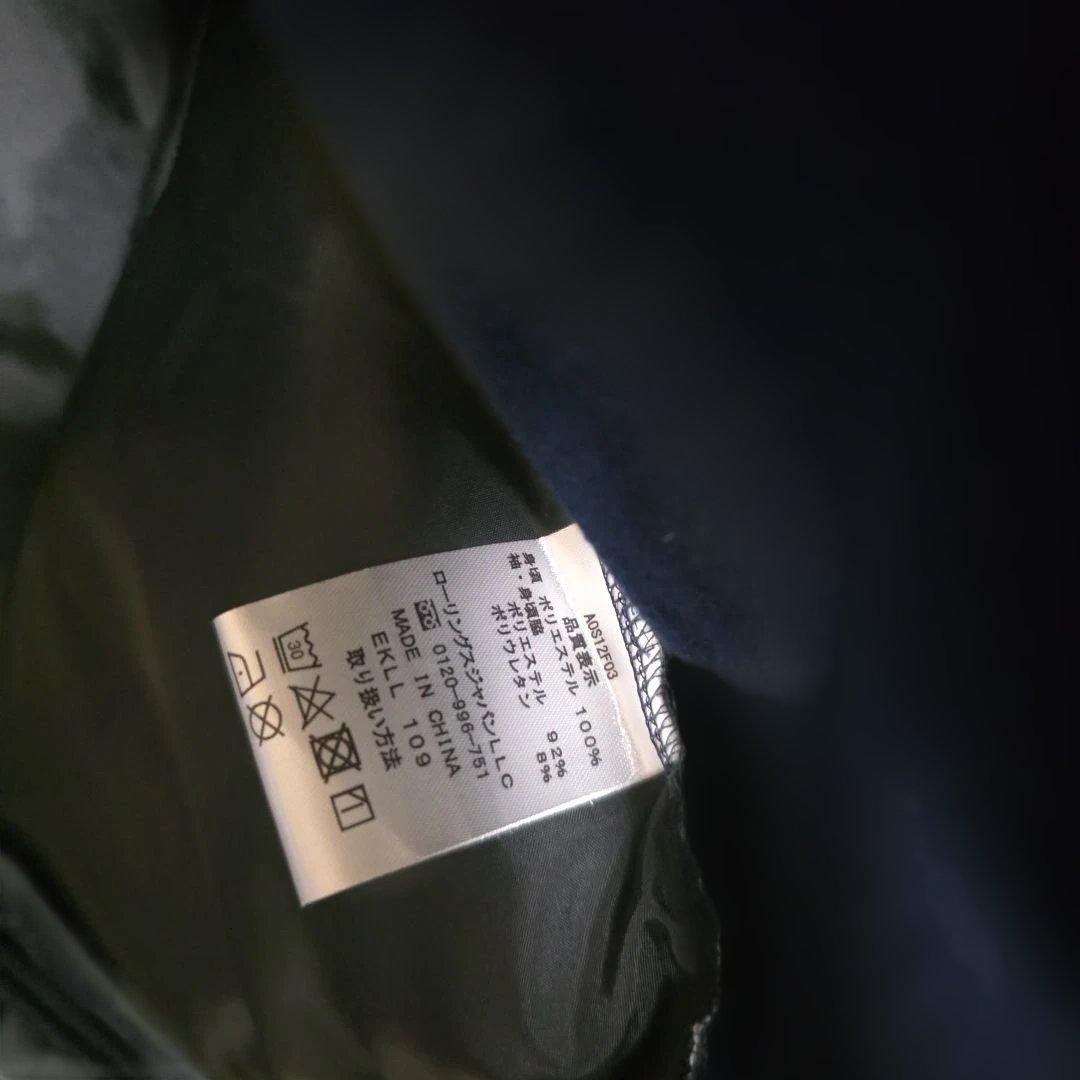 A0S12F03
品質表示
身頃 ポリエステル 100%
袖・身頃脇
ポリエステル 92%
ポリウレタン 8%
ローリングスジャパンLLC
0120-996-751
MADE IN CHINA
EKLL 109
取り扱い方法
30